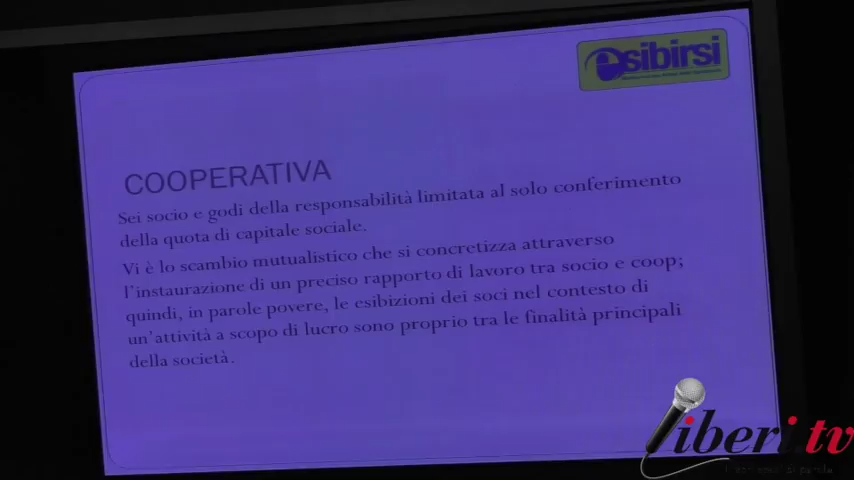 esibirsi
COOPERATIVA
Sei socio e godi della responsabilità limitata al solo conferimento
della quota di capitale sociale.
Vi è lo scambio mutualistico che si concretizza attraverso
l'instaurazione di un preciso rapporto di lavoro tra socio e coop;
quindi, in parole povere, le esibizioni dei soci nel contesto di
un'attività a scopo di lucro sono proprio tra le finalità principali
della società.
liberi.tv